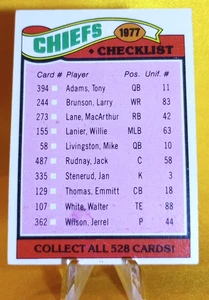 CHIEFS 1977
CHECKLIST
Card # Player Pos. Unif. #
394 Adams, Tony QB 11
244 Brunson, Larry WR 83
273 Lane, MacArthur RB 42
155 Lanier, Willie MLB 63
58 Livingston, Mike QB 10
487 Rudnay, Jack C 58
335 Stenerud, Jan K 3
129 Thomas, Emmitt CB 18
107 White, Walter TE 88
362 Wilson, Jerrel P 44
COLLECT ALL 528 CARDS!